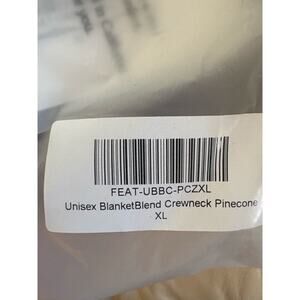 FEAT-UBBC-PCZXL
Unisex BlanketBlend Crewneck Pinecone
XL